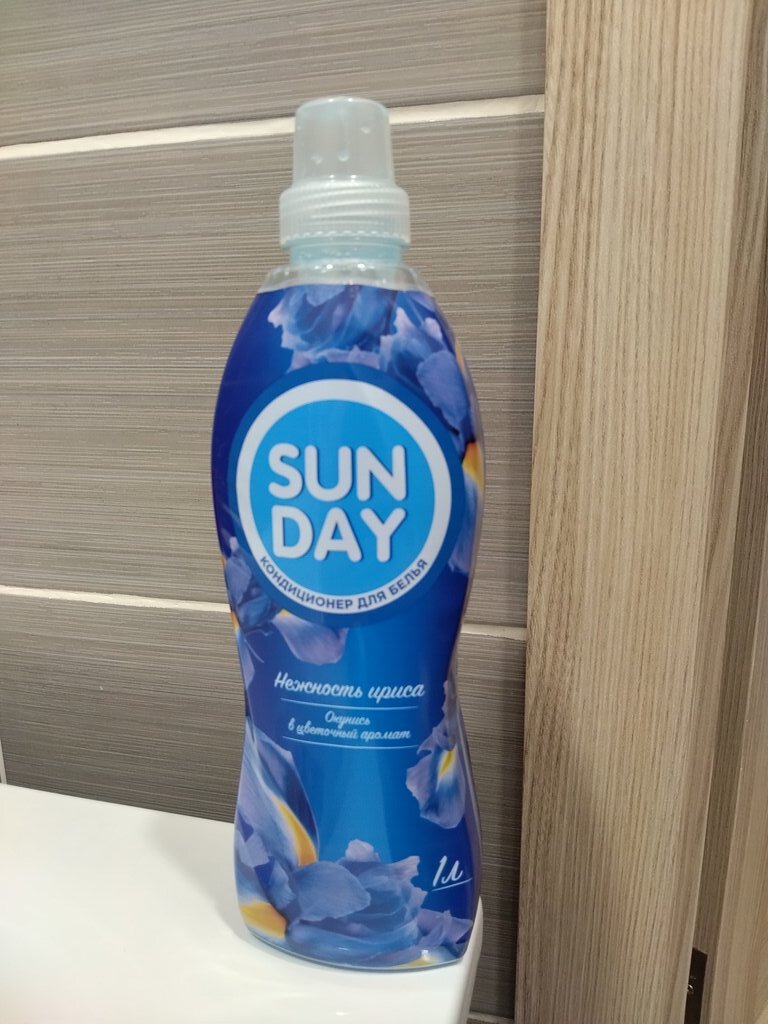 SUN
DAY
КОНДИЦИОНЕР ДЛЯ БЕЛЬЯ
Нежность ириса
Окунись
в цветочный аромат
1л